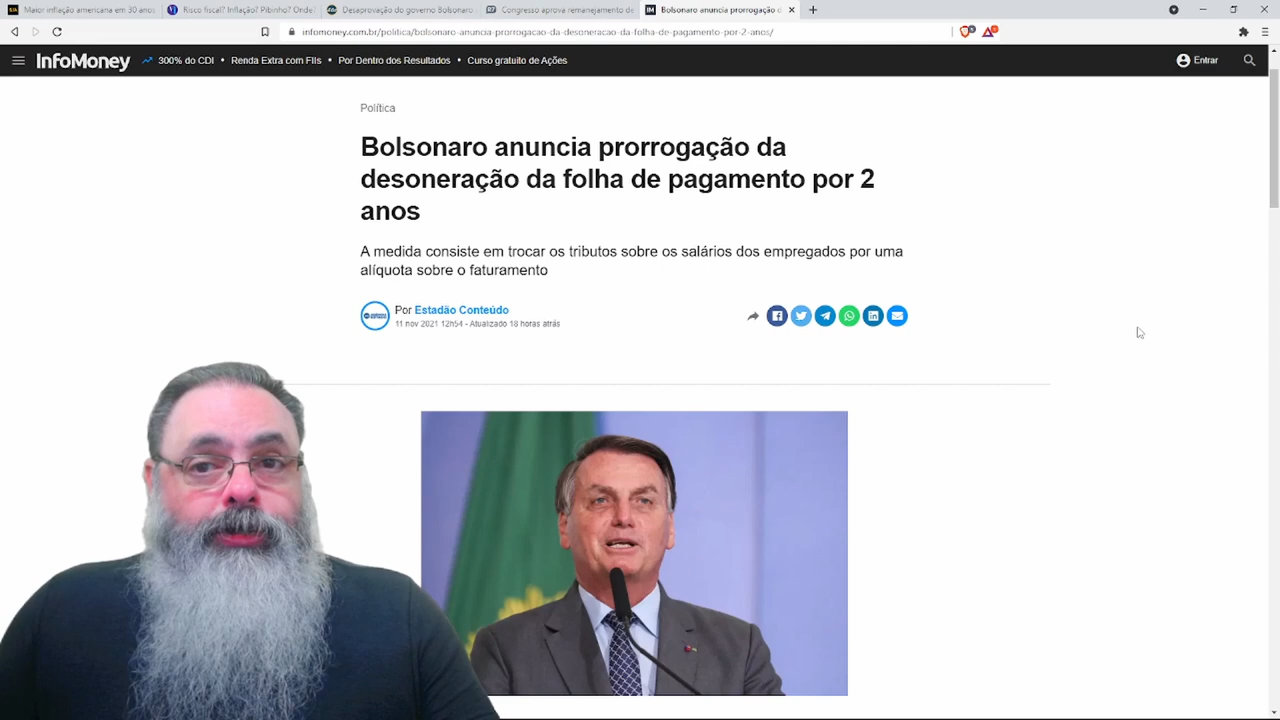 Maior inflação americana em 30 anos
Risco fiscal? Inflação? Pibinho? Onde
Desaprovação do governo Bolsonaro
Congresso aprova remanejamento de
Bolsonaro anuncia prorrogação d
infomoney.com.br/politica/bolsonaro-anuncia-prorrogacao-da-desoneracao-da-folha-de-pagamento-por-2-anos/
InfoMoney
300% do CDI • Renda Extra com FIIs • Por Dentro dos Resultados • Curso gratuito de Ações
Entrar
Política
Bolsonaro anuncia prorrogação da
desoneração da folha de pagamento por 2
anos
A medida consiste em trocar os tributos sobre os salários dos empregados por uma
alíquota sobre o faturamento
Por Estadão Conteúdo
11 nov 2021 12h54 - Atualizado 18 horas atrás